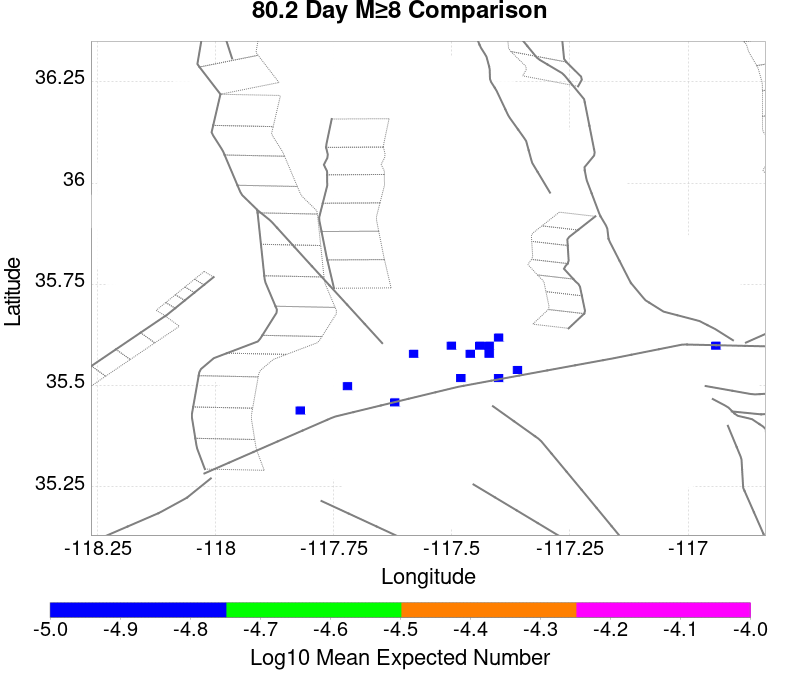 80.2 Day M≥8 Comparison
36.25
36
35.75
35.5
35.25
Latitude
-118.25 -118 -117.75 -117.5 -117.25 -117
Longitude
-5.0 -4.9 -4.8 -4.7 -4.6 -4.5 -4.4 -4.3 -4.2 -4.1 -4.0
Log10 Mean Expected Number